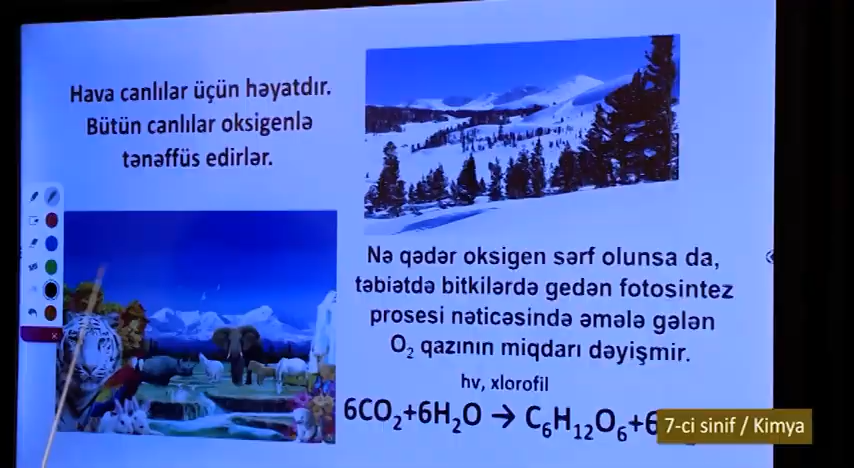 Hava canlılar üçün həyatdır.
Bütün canlılar oksigenlə
tənəffüs edirlər.
Nə qədər oksigen sərf olunsa da,
təbiətdə bitkilərdə gedən fotosintez
prosesi nəticəsində əmələ gələn
O₂ qazının miqdarı dəyişmir.
hv, xlorofil
6CO₂+6H₂O → C₆H₁₂O₆+6
7-ci sinif / Kimya